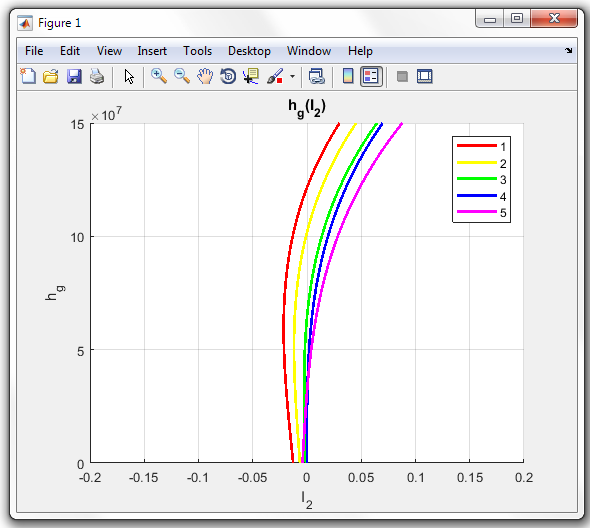 Figure 1
File Edit View Insert Tools Desktop Window Help
h_g(I_2)
×10^7
15
10
5
0
h_g
-0.2 -0.15 -0.1 -0.05 0 0.05 0.1 0.15 0.2
I_2
1
2
3
4
5